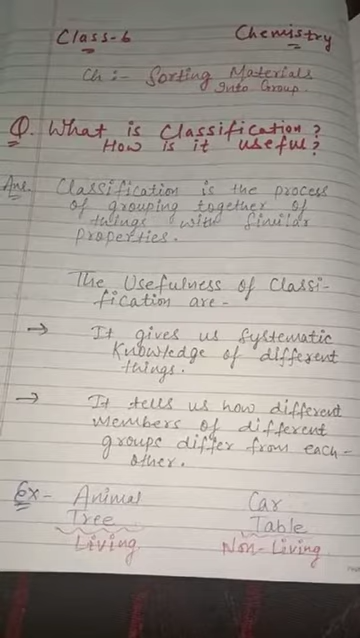 Class-6 Chemistry
Ch :- Sorting Materials
Into Group.
Q. What is Classification?
How is it useful?
Ans. Classification is the process
of grouping together of
things with Similar
properties.
The Usefulness of Classi-
fication are-
→ It gives us Systematic
Knowledge of different
things.
→ It tells us how different
Members of different
groups differ from each-
other.
Ex- Animal Car
Tree Table
Living Non-Living